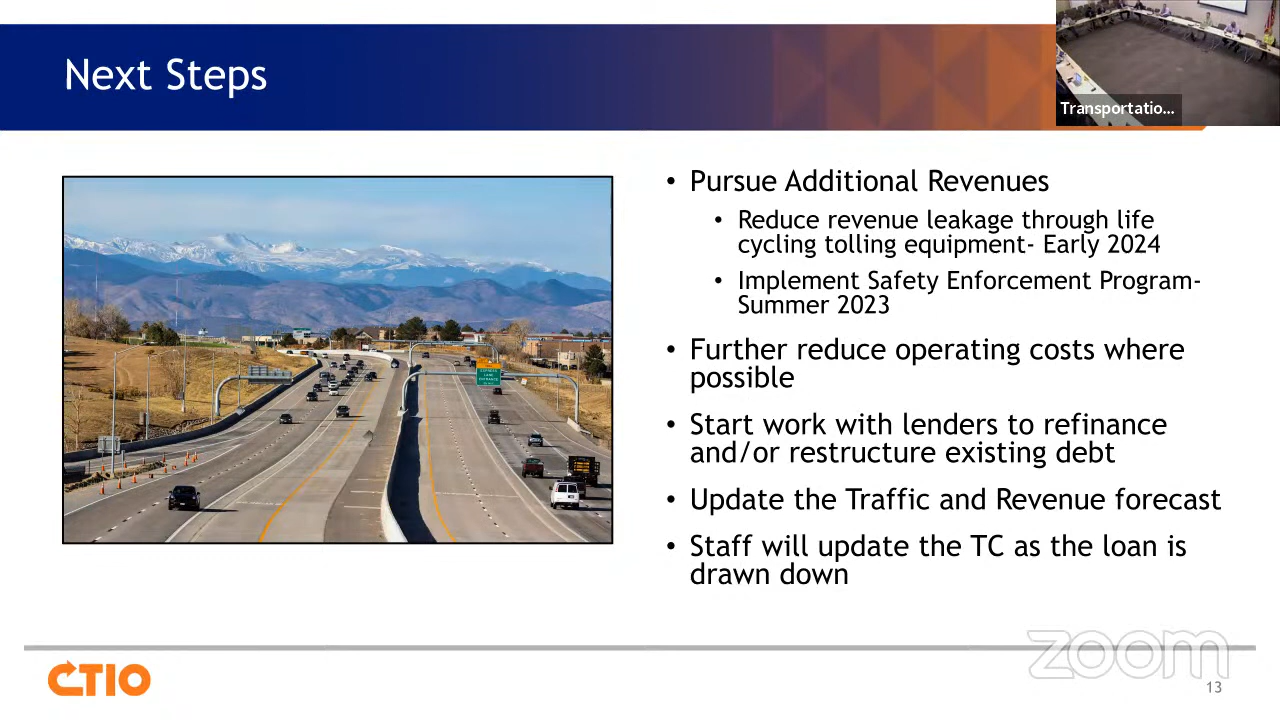 Next Steps
Transportatio...
• Pursue Additional Revenues
• Reduce revenue leakage through life
cycling tolling equipment- Early 2024
• Implement Safety Enforcement Program-
Summer 2023
• Further reduce operating costs where
possible
• Start work with lenders to refinance
and/or restructure existing debt
• Update the Traffic and Revenue forecast
• Staff will update the TC as the loan is
drawn down
EXPRESS
LANE
ENTRANCE
zoom
CTIO
13